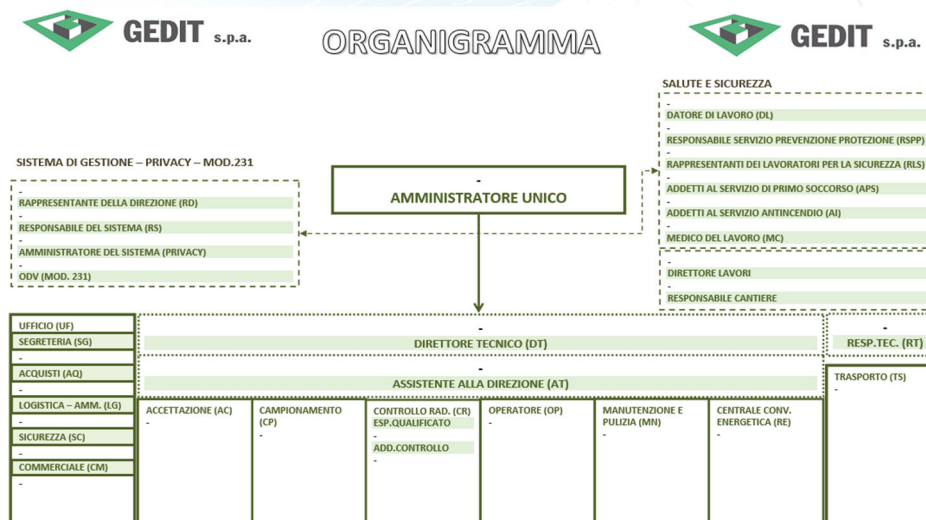 GEDIT s.p.a.
ORGANIGRAMMA
GEDIT s.p.a.
SALUTE E SICUREZZA
-
DATORE DI LAVORO (DL)
-
RESPONSABILE SERVIZIO PREVENZIONE PROTEZIONE (RSPP)
-
RAPPRESENTANTI DEI LAVORATORI PER LA SICUREZZA (RLS)
-
ADDETTI AL SERVIZIO DI PRIMO SOCCORSO (APS)
-
ADDETTI AL SERVIZIO ANTINCENDIO (AI)
-
MEDICO DEL LAVORO (MC)
-
DIRETTORE LAVORI
-
RESPONSABILE CANTIERE
SISTEMA DI GESTIONE – PRIVACY – MOD.231
-
RAPPRESENTANTE DELLA DIREZIONE (RD)
-
RESPONSABILE DEL SISTEMA (RS)
-
AMMINISTRATORE DEL SISTEMA (PRIVACY)
-
ODV (MOD. 231)
-
AMMINISTRATORE UNICO
UFFICIO (UF)
SEGRETERIA (SG)
-
ACQUISTI (AQ)
-
LOGISTICA – AMM. (LG)
-
SICUREZZA (SC)
-
COMMERCIALE (CM)
-
-
DIRETTORE TECNICO (DT)
-
ASSISTENTE ALLA DIREZIONE (AT)
-
RESP.TEC. (RT)
ACCETTAZIONE (AC)
-
CAMPIONAMENTO
(CP)
-
CONTROLLO RAD. (CR)
ESP.QUALIFICATO
-
ADD.CONTROLLO
-
OPERATORE (OP)
-
MANUTENZIONE E
PULIZIA (MN)
-
CENTRALE CONV.
ENERGETICA (RE)
-
TRASPORTO (TS)
-